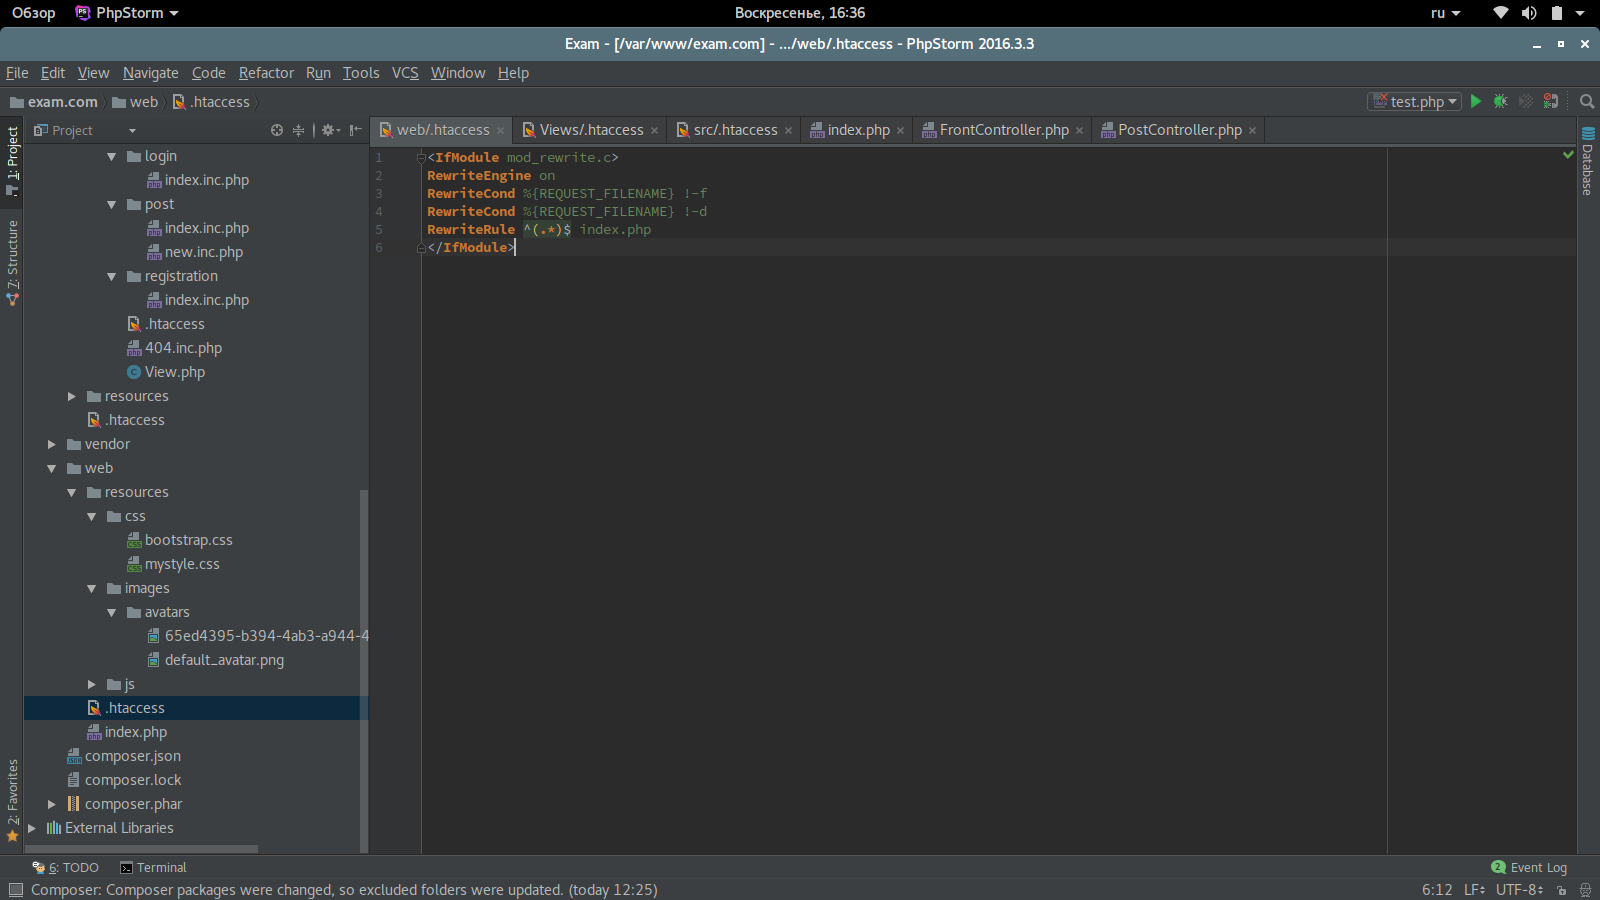 Обзор PhpStorm Воскресенье, 16:36 ru
Exam - [/var/www/exam.com] - .../web/.htaccess - PhpStorm 2016.3.3
File Edit View Navigate Code Refactor Run Tools VCS Window Help
exam.com web .htaccess test.php
Project
web/.htaccess Views/.htaccess src/.htaccess index.php FrontController.php PostController.php
1: Project
7: Structure
2: Favorites
login
index.inc.php
post
index.inc.php
new.inc.php
registration
index.inc.php
.htaccess
404.inc.php
View.php
resources
.htaccess
vendor
web
resources
css
bootstrap.css
mystyle.css
images
avatars
65ed4395-b394-4ab3-a944-4
default_avatar.png
js
.htaccess
index.php
composer.json
composer.lock
composer.phar
External Libraries
1 <IfModule mod_rewrite.c>
2 RewriteEngine on
3 RewriteCond %{REQUEST_FILENAME} !-f
4 RewriteCond %{REQUEST_FILENAME} !-d
5 RewriteRule ^(.*)$ index.php
6 </IfModule>
Database
6: TODO Terminal 2 Event Log
Composer: Composer packages were changed, so excluded folders were updated. (today 12:25) 6:12 LF UTF-8